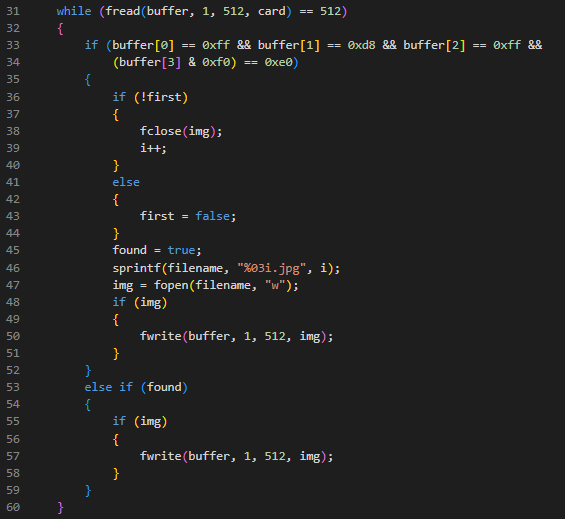 31 while (fread(buffer, 1, 512, card) == 512)
32 {
33 if (buffer[0] == 0xff && buffer[1] == 0xd8 && buffer[2] == 0xff &&
34 (buffer[3] & 0xf0) == 0xe0)
35 {
36 if (!first)
37 {
38 fclose(img);
39 i++;
40 }
41 else
42 {
43 first = false;
44 }
45 found = true;
46 sprintf(filename, "%03i.jpg", i);
47 img = fopen(filename, "w");
48 if (img)
49 {
50 fwrite(buffer, 1, 512, img);
51 }
52 }
53 else if (found)
54 {
55 if (img)
56 {
57 fwrite(buffer, 1, 512, img);
58 }
59 }
60 }